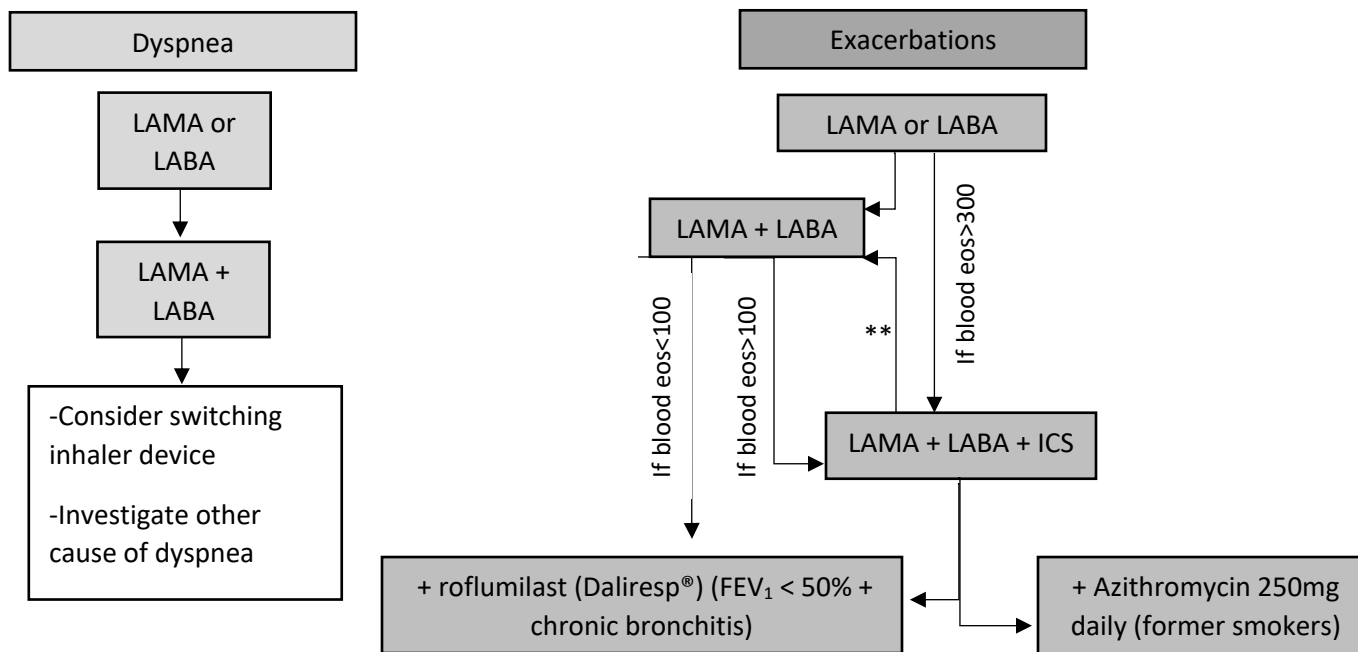 Dyspnea
LAMA or
LABA
LAMA +
LABA
-Consider switching
inhaler device
-Investigate other
cause of dyspnea
Exacerbations
LAMA or LABA
LAMA + LABA
If blood eos>300
If blood eos<100
If blood eos>100
**
LAMA + LABA + ICS
+ roflumilast (Daliresp®) (FEV₁ < 50% +
chronic bronchitis)
+ Azithromycin 250mg
daily (former smokers)